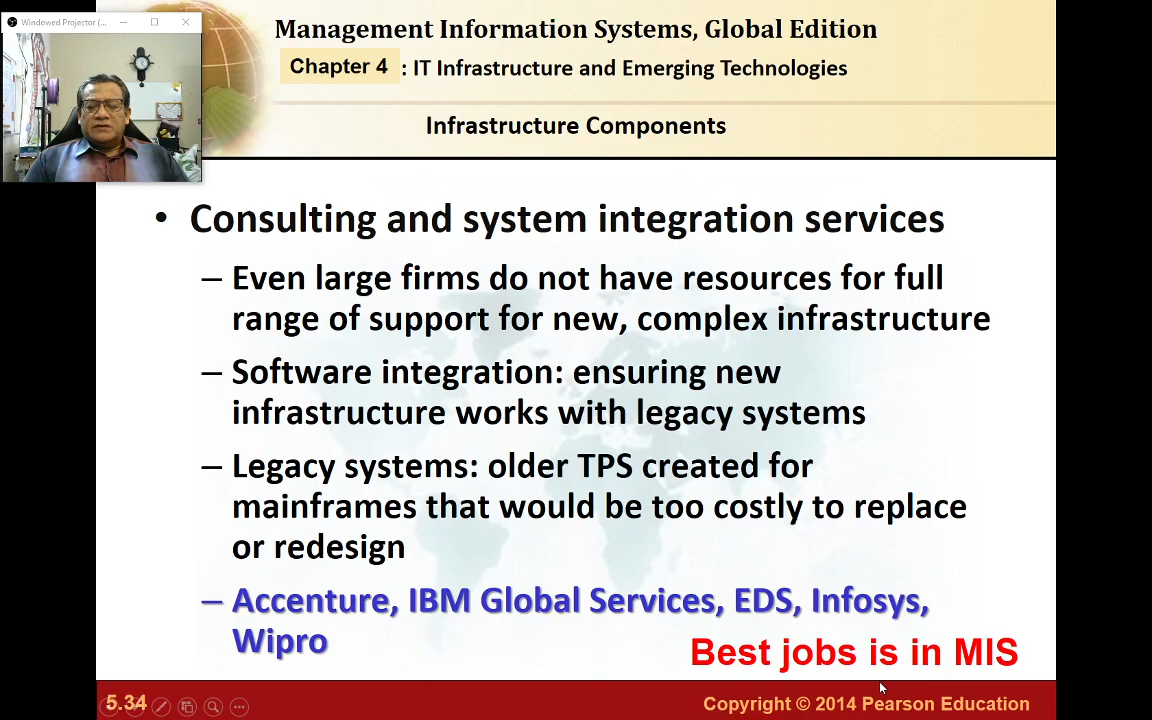 Windowed Projector (...
Management Information Systems, Global Edition
Chapter 4 : IT Infrastructure and Emerging Technologies
Infrastructure Components
• Consulting and system integration services
– Even large firms do not have resources for full
range of support for new, complex infrastructure
– Software integration: ensuring new
infrastructure works with legacy systems
– Legacy systems: older TPS created for
mainframes that would be too costly to replace
or redesign
– Accenture, IBM Global Services, EDS, Infosys,
Wipro
Best jobs is in MIS
5.34
Copyright © 2014 Pearson Education